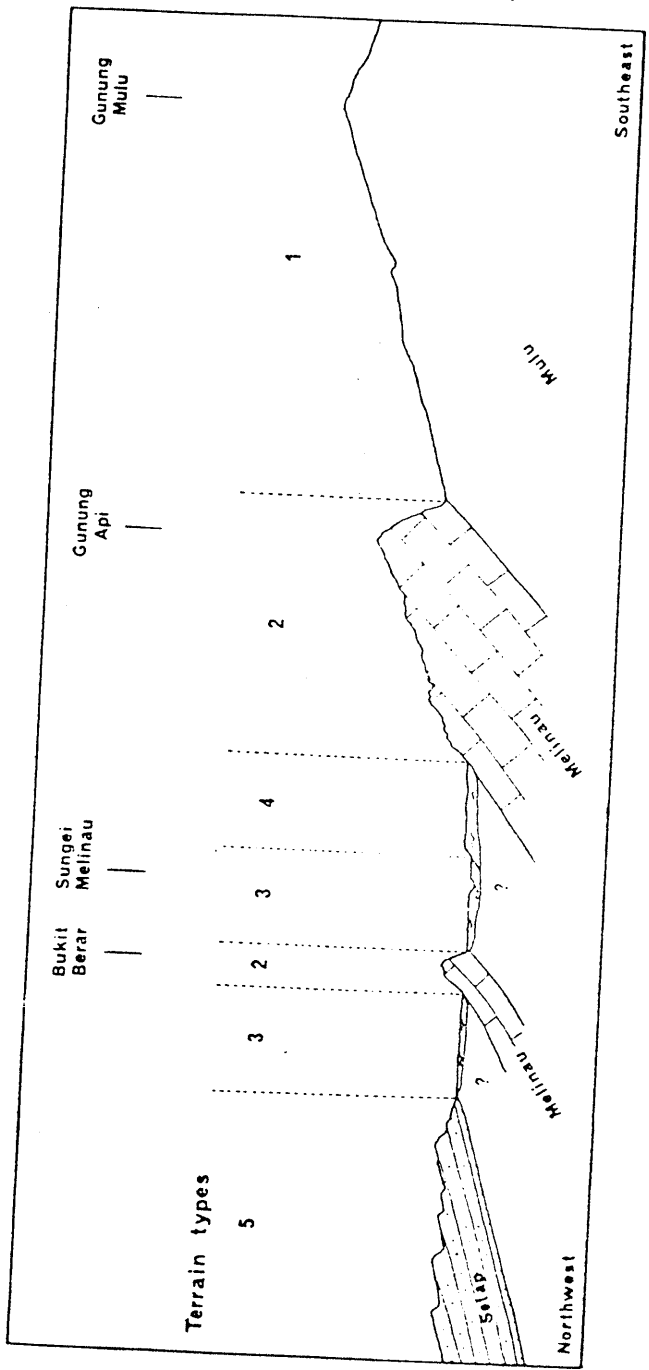 Bukit
Berar
Sungei
Melinau
Gunung
Api
Gunung
Mulu
Terrain types
5
3
2
3
4
2
1
Setap
Melinau
?
?
Melinau
Mulu
Northwest
Southeast